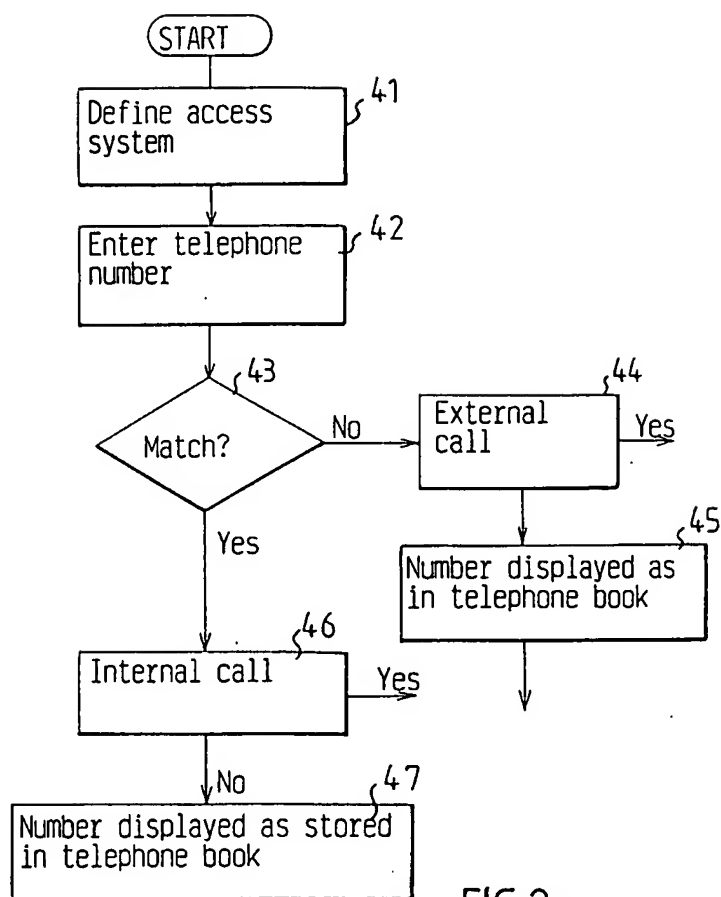 START
41
Define access
system
42
Enter telephone
number
43
Match?
No
44
External
call
Yes
45
Number displayed as
in telephone book
Yes
46
Internal call
Yes
No
47
Number displayed as stored
in telephone book